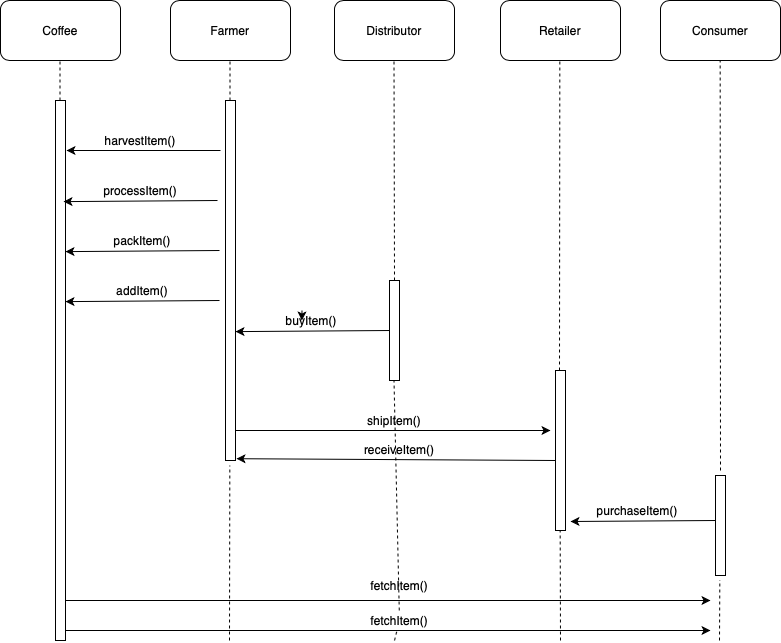 Coffee
Farmer
Distributor
Retailer
Consumer
harvestItem()
processItem()
packItem()
addItem()
buyItem()
shipItem()
receiveItem()
purchaseItem()
fetchItem()
fetchItem()